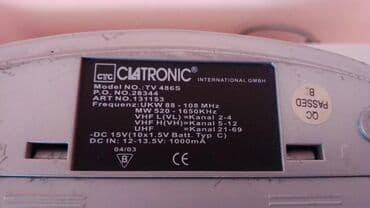 CTC CLATRONIC® INTERNATIONAL GMBH
Model NO.: TV 486S
P.O. NO.28344
ART NO.131153
Frequenz: UKW 88 - 108 MHz
MW 520 - 1650KHz
VHF L(VL) =Kanal 2-4
VHF H(VH)=Kanal 5-12
UHF =Kanal 21-69
-DC 15V(10x1.5V Batt. Typ C)
DC IN: 12-13.5V: 1000mA
04/03
B
QC
PASSED
B: